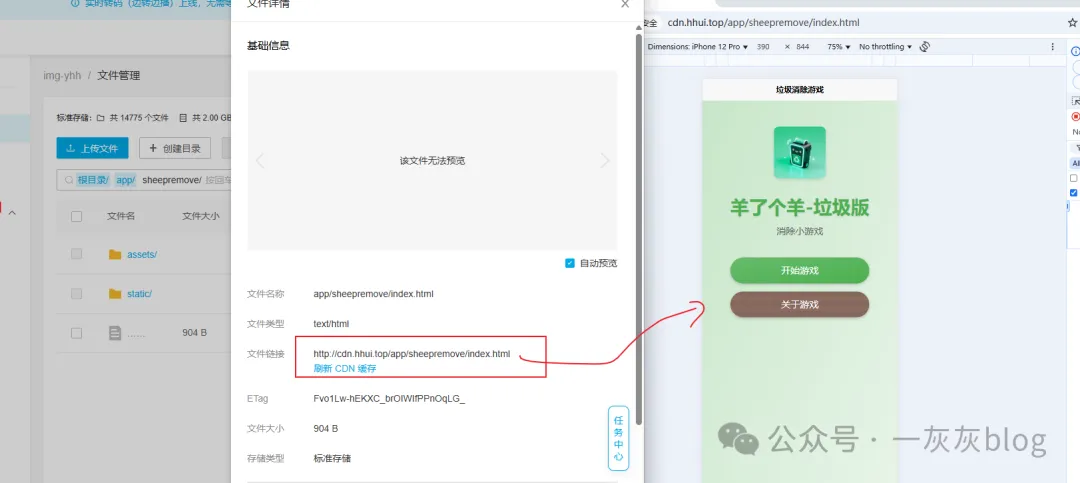 实时转码（边转边播）上线，无需等
img-yhh / 文件管理
标准存储： 共 14775 个文件 共 2.00 GB
上传文件
创建目录
根目录/ app/ sheepremove/ 按回车
文件名 文件大小
assets/
static/
...... 904 B
文件详情
基础信息
该文件无法预览
自动预览
文件名称 app/sheepremove/index.html
文件类型 text/html
文件链接 http://cdn.hhui.top/app/sheepremove/index.html
刷新 CDN 缓存
ETag Fvo1Lw-hEKXC_brOIWIfPPnOqLG_
文件大小 904 B
存储类型 标准存储
任务中心
安全 cdn.hhui.top/app/sheepremove/index.html
Dimensions: iPhone 12 Pro 390 × 844 75% No throttling
垃圾消除游戏
羊了个羊-垃圾版
消除小游戏
开始游戏
关于游戏
公众号 · 一灰灰blog